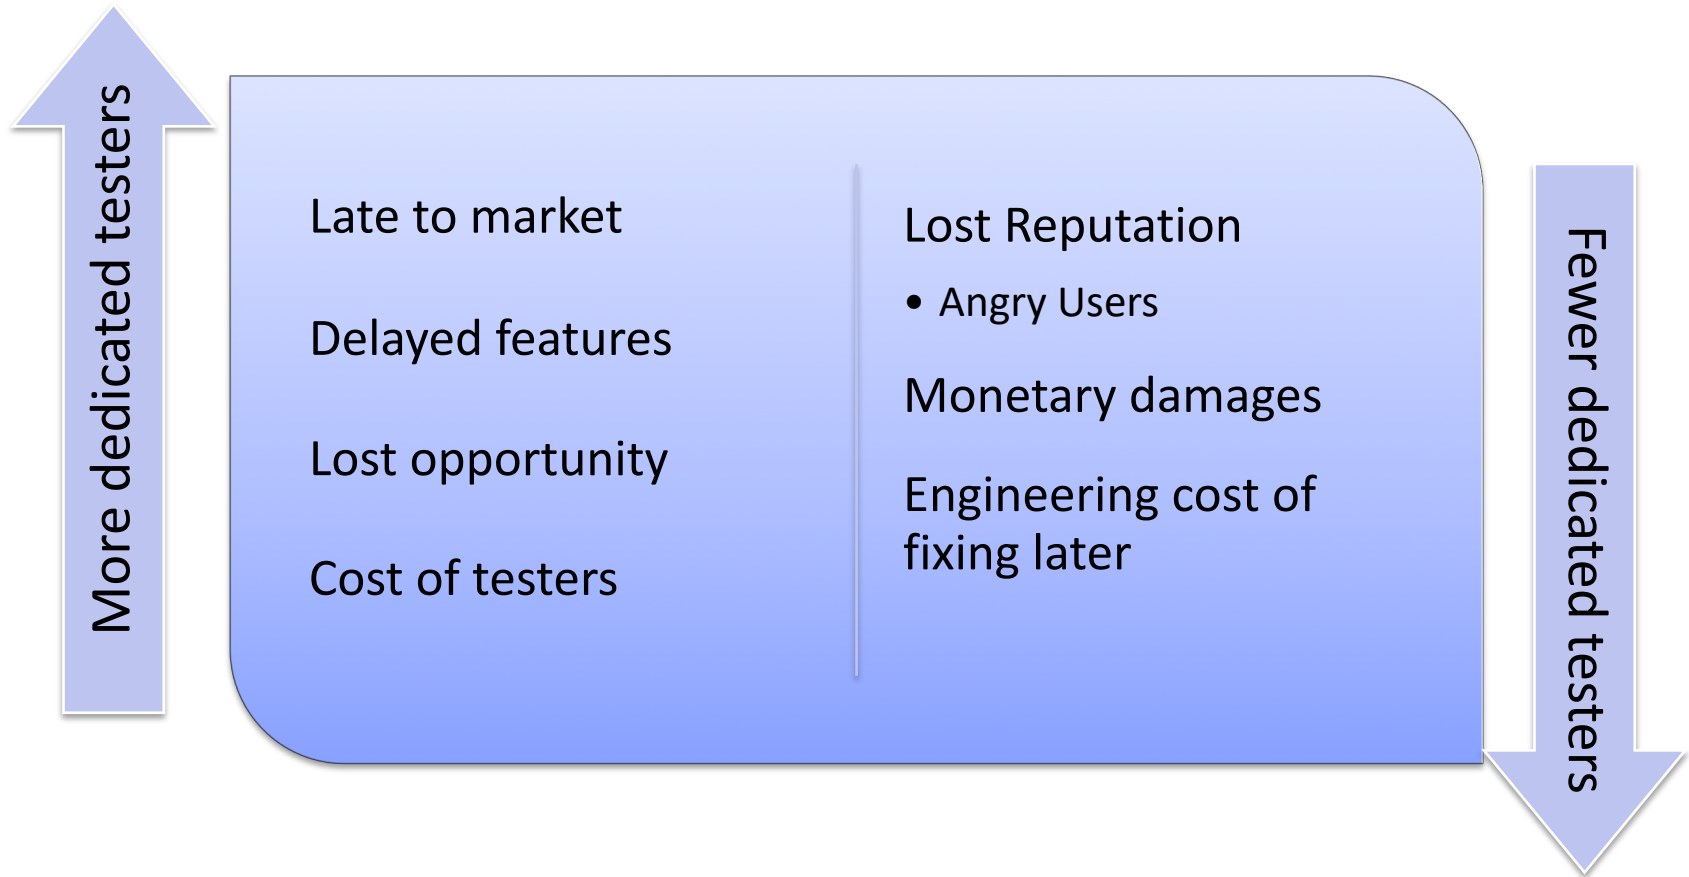 More dedicated testers
Late to market
Delayed features
Lost opportunity
Cost of testers
Lost Reputation
• Angry Users
Monetary damages
Engineering cost of
fixing later
Fewer dedicated testers